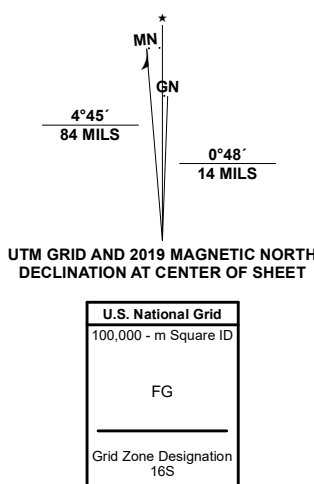 ★
MN
GN
4°45´
84 MILS
0°48´
14 MILS
UTM GRID AND 2019 MAGNETIC NORTH
DECLINATION AT CENTER OF SHEET
U.S. National Grid
100,000 - m Square ID
FG
Grid Zone Designation
16S